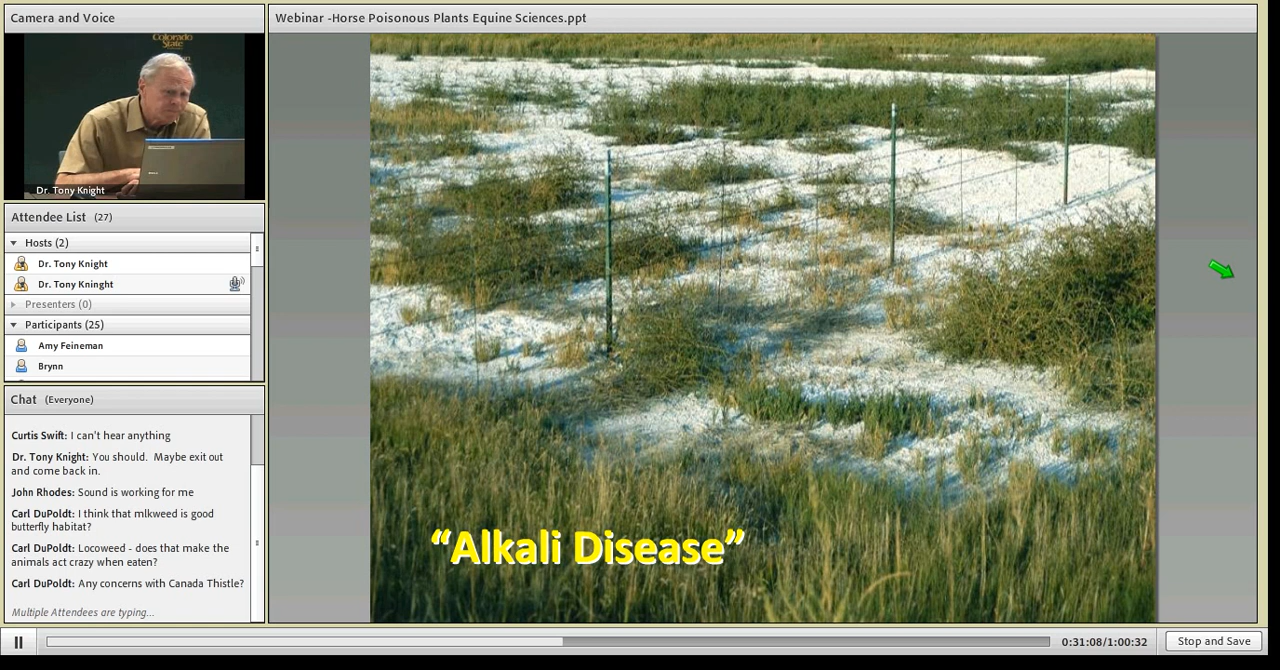 Camera and Voice
Colorado
State
Dr. Tony Knight
Attendee List (27)
Hosts (2)
Dr. Tony Knight
Dr. Tony Kninght
Presenters (0)
Participants (25)
Amy Feineman
Brynn
Chat (Everyone)
Curtis Swift: I can't hear anything
Dr. Tony Knight: You should. Maybe exit out
and come back in.
John Rhodes: Sound is working for me
Carl DuPoldt: I think that mlkweed is good
butterfly habitat?
Carl DuPoldt: Locoweed - does that make the
animals act crazy when eaten?
Carl DuPoldt: Any concerns with Canada Thistle?
Multiple Attendees are typing...
Webinar -Horse Poisonous Plants Equine Sciences.ppt
“Alkali Disease”
0:31:08/1:00:32
Stop and Save